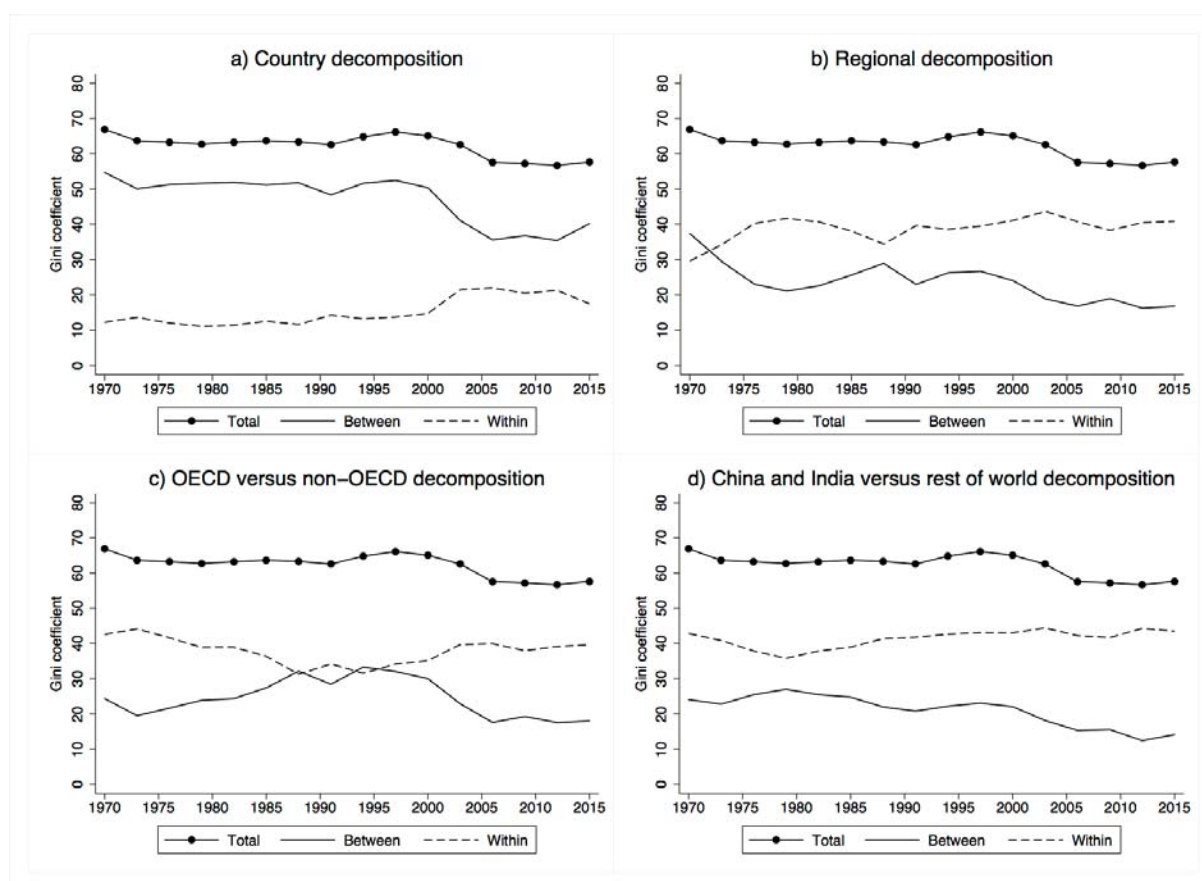 a) Country decomposition
Gini coefficient
80
70
60
50
40
30
20
10
0
1970 1975 1980 1985 1990 1995 2000 2005 2010 2015
Total Between Within
b) Regional decomposition
Gini coefficient
80
70
60
50
40
30
20
10
0
1970 1975 1980 1985 1990 1995 2000 2005 2010 2015
Total Between Within
c) OECD versus non−OECD decomposition
Gini coefficient
80
70
60
50
40
30
20
10
0
1970 1975 1980 1985 1990 1995 2000 2005 2010 2015
Total Between Within
d) China and India versus rest of world decomposition
Gini coefficient
80
70
60
50
40
30
20
10
0
1970 1975 1980 1985 1990 1995 2000 2005 2010 2015
Total Between Within